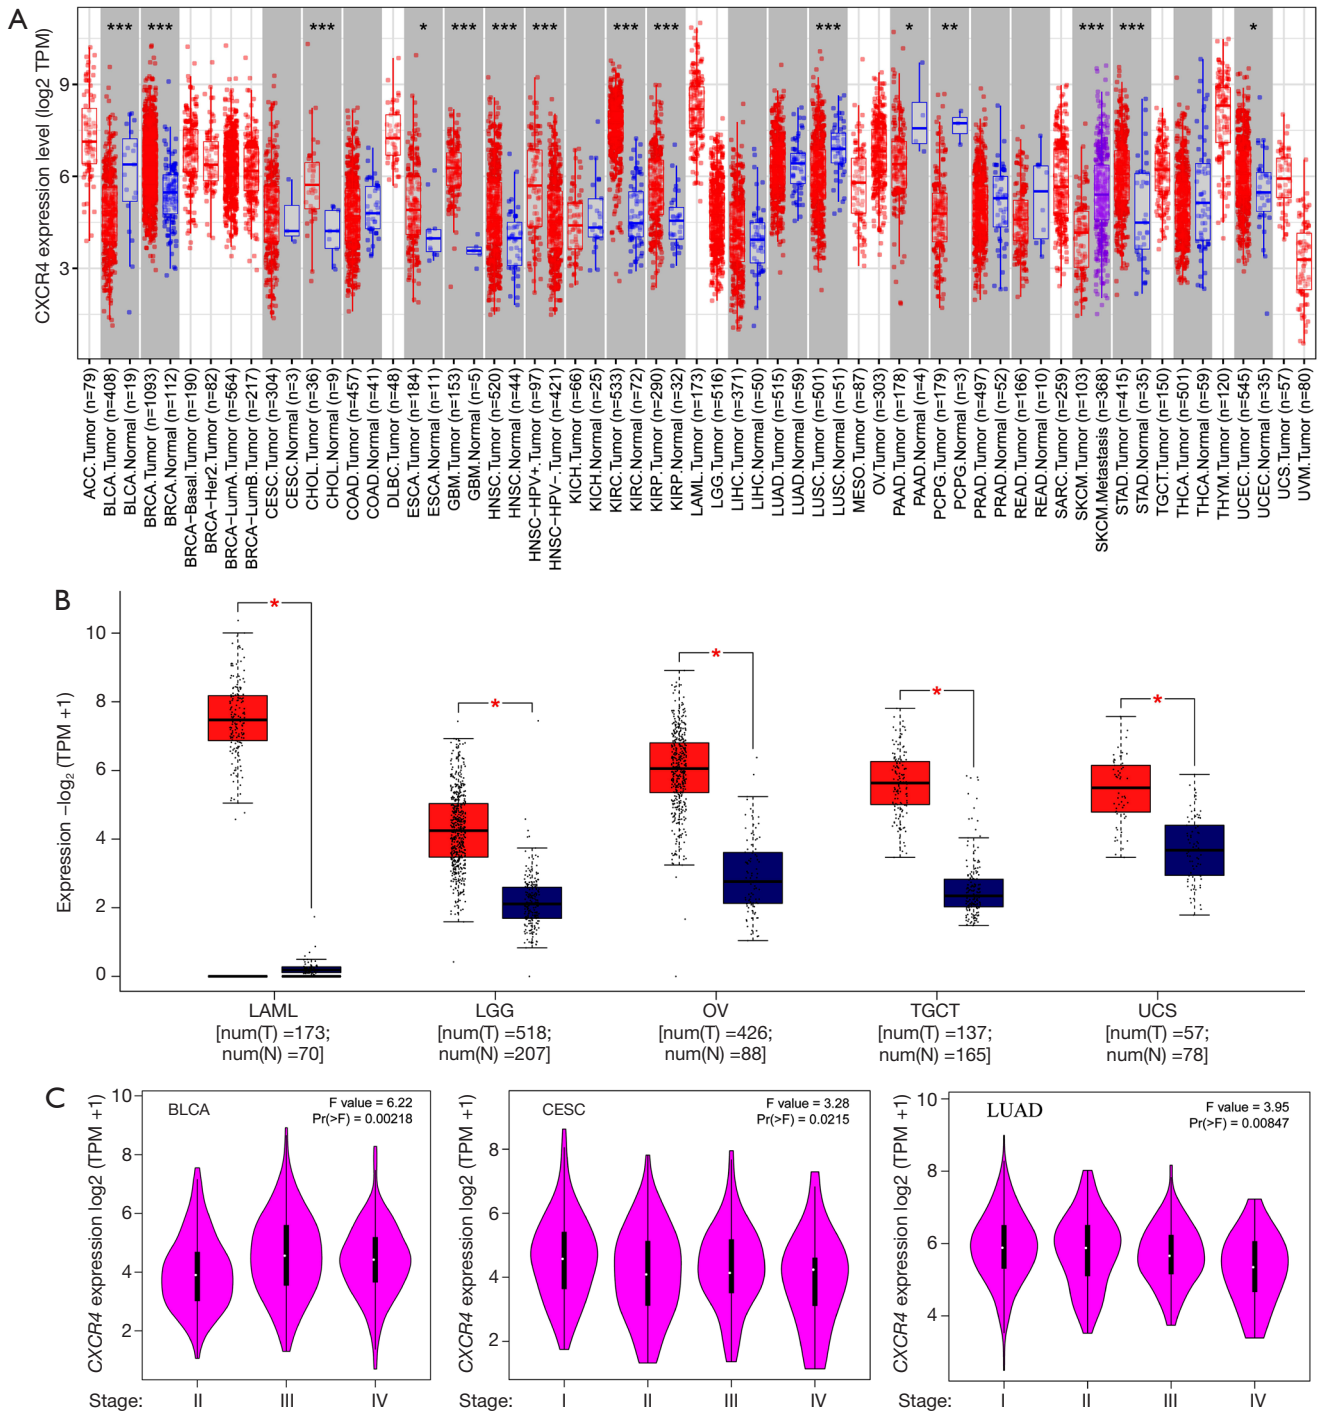 A
CXCR4 expression level (log2 TPM)
*** *** *** * *** *** *** *** *** *** * ** *** *** *
9
6
3
ACC.Tumor (n=79)
BLCA.Tumor (n=408)
BLCA.Normal (n=19)
BRCA.Tumor (n=1093)
BRCA.Normal (n=112)
BRCA-Basal.Tumor (n=190)
BRCA-Her2.Tumor (n=82)
BRCA-LumA.Tumor (n=564)
BRCA-LumB.Tumor (n=217)
CESC.Tumor (n=304)
CESC.Normal (n=3)
CHOL.Tumor (n=36)
CHOL.Normal (n=9)
COAD.Tumor (n=457)
COAD.Normal (n=41)
DLBC.Tumor (n=48)
ESCA.Tumor (n=184)
ESCA.Normal (n=11)
GBM.Tumor (n=153)
GBM.Normal (n=5)
HNSC.Tumor (n=520)
HNSC.Normal (n=44)
HNSC-HPV+.Tumor (n=97)
HNSC-HPV-.Tumor (n=421)
KICH.Tumor (n=66)
KICH.Normal (n=25)
KIRC.Tumor (n=533)
KIRC.Normal (n=72)
KIRP.Tumor (n=290)
KIRP.Normal (n=32)
LAML.Tumor (n=173)
LGG.Tumor (n=516)
LIHC.Tumor (n=371)
LIHC.Normal (n=50)
LUAD.Tumor (n=515)
LUAD.Normal (n=59)
LUSC.Tumor (n=501)
LUSC.Normal (n=51)
MESO.Tumor (n=87)
OV.Tumor (n=303)
PAAD.Tumor (n=178)
PAAD.Normal (n=4)
PCPG.Tumor (n=179)
PCPG.Normal (n=3)
PRAD.Tumor (n=497)
PRAD.Normal (n=52)
READ.Tumor (n=166)
READ.Normal (n=10)
SARC.Tumor (n=259)
SKCM.Tumor (n=103)
SKCM.Metastasis (n=368)
STAD.Tumor (n=415)
STAD.Normal (n=35)
TGCT.Tumor (n=150)
THCA.Tumor (n=501)
THCA.Normal (n=59)
THYM.Tumor (n=120)
UCEC.Tumor (n=545)
UCEC.Normal (n=35)
UCS.Tumor (n=57)
UVM.Tumor (n=80)
B
Expression –log₂ (TPM +1)
10
8
6
4
2
0
* * * * *
LAML
[num(T) =173;
num(N) =70]
LGG
[num(T) =518;
num(N) =207]
OV
[num(T) =426;
num(N) =88]
TGCT
[num(T) =137;
num(N) =165]
UCS
[num(T) =57;
num(N) =78]
C
CXCR4 expression log2 (TPM +1)
10
8
6
4
2
BLCA
F value = 6.22
Pr(>F) = 0.00218
Stage: II III IV
CXCR4 expression log2 (TPM +1)
8
6
4
2
CESC
F value = 3.28
Pr(>F) = 0.0215
Stage: I II III IV
CXCR4 expression log2 (TPM +1)
10
8
6
4
LUAD
F value = 3.95
Pr(>F) = 0.00847
Stage: I II III IV